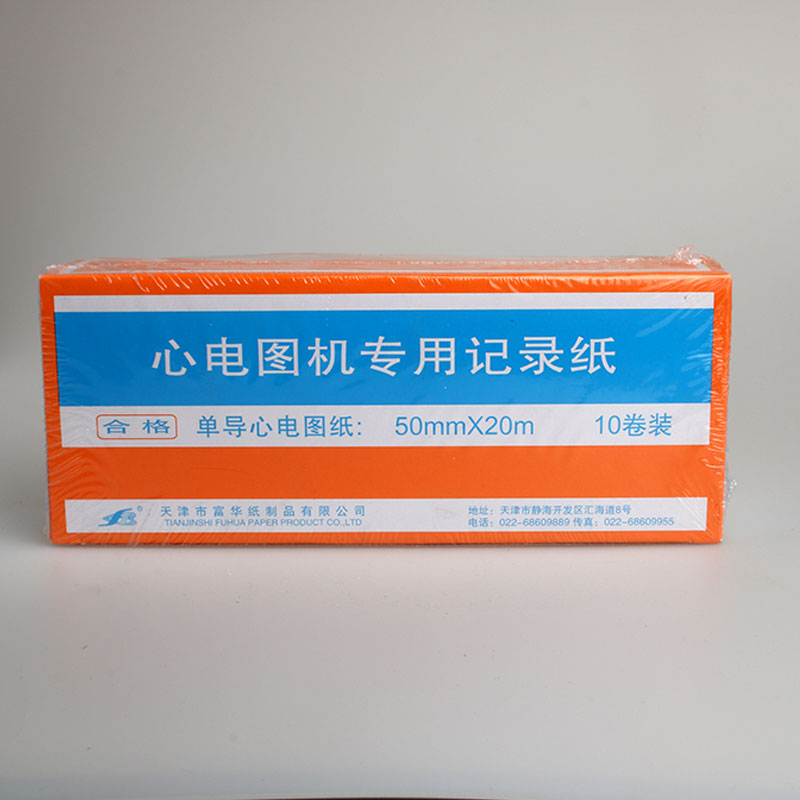 心电图机专用记录纸
合格 单导心电图纸: 50mmX20m 10卷装
天津市富华纸制品有限公司
TIANJINSHI FUHUA PAPER PRODUCT CO.,LTD
地址: 天津市静海开发区汇海道8号
电话: 022-68609889 传真: 022-68609955